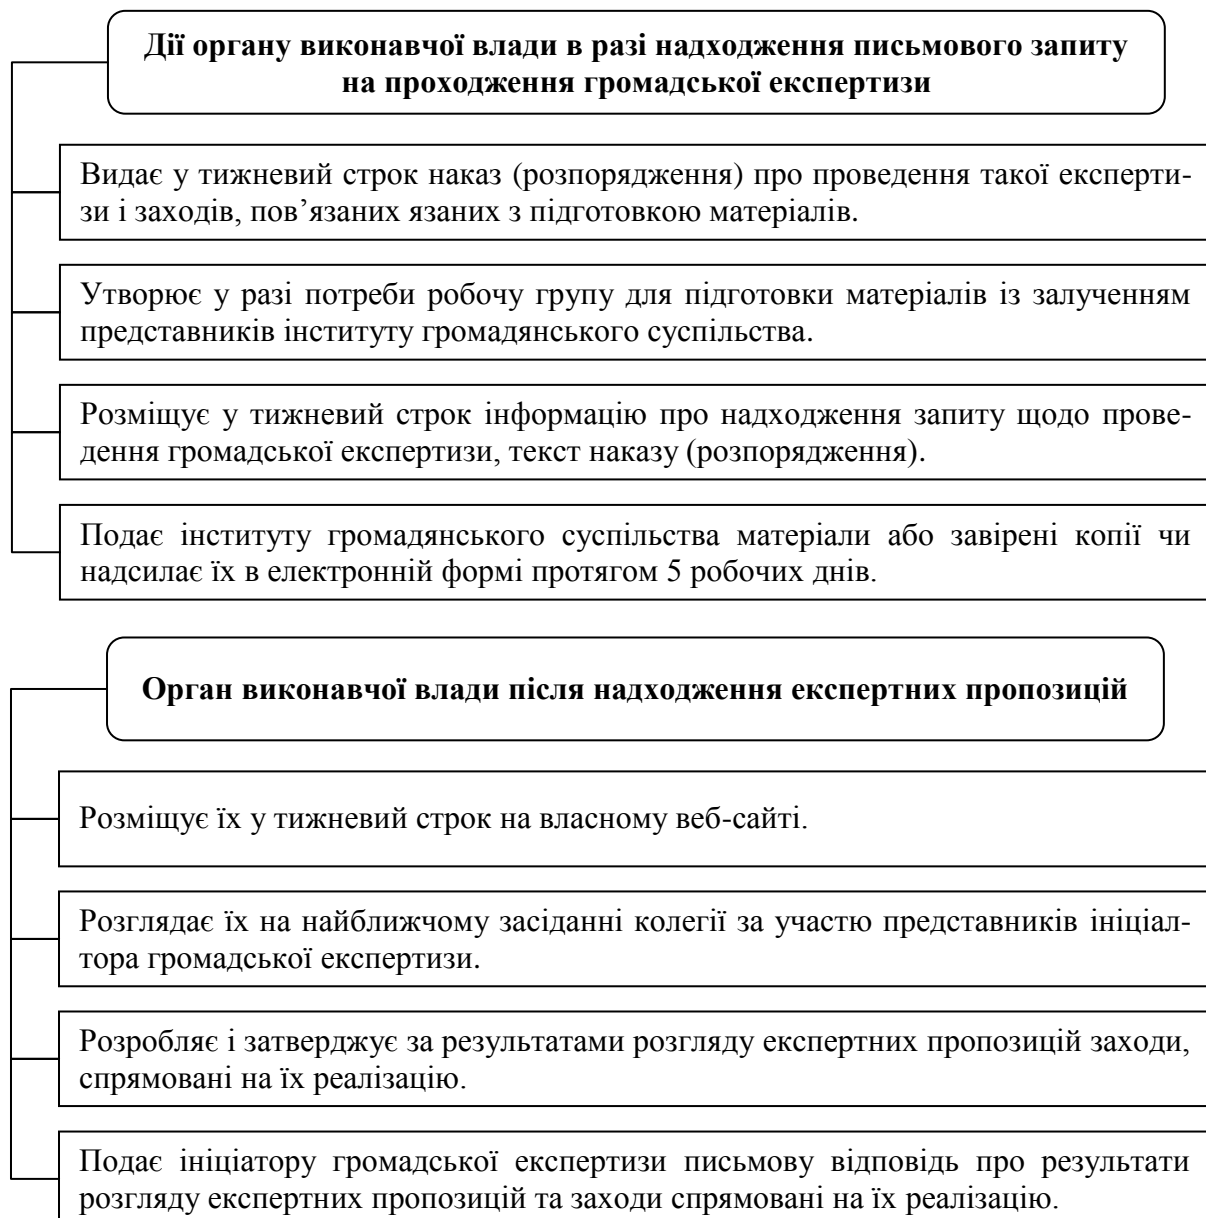 Дії органу виконавчої влади в разі надходження письмового запиту
на проходження громадської експертизи
Видає у тижневий строк наказ (розпорядження) про проведення такої експерти-
зи і заходів, пов’язаних язаних з підготовкою матеріалів.
Утворює у разі потреби робочу групу для підготовки матеріалів із залученням
представників інституту громадянського суспільства.
Розміщує у тижневий строк інформацію про надходження запиту щодо прове-
дення громадської експертизи, текст наказу (розпорядження).
Подає інституту громадянського суспільства матеріали або завірені копії чи
надсилає їх в електронній формі протягом 5 робочих днів.
Орган виконавчої влади після надходження експертних пропозицій
Розміщує їх у тижневий строк на власному веб-сайті.
Розглядає їх на найближчому засіданні колегії за участю представників ініціал-
тора громадської експертизи.
Розробляє і затверджує за результатами розгляду експертних пропозицій заходи,
спрямовані на їх реалізацію.
Подає ініціатору громадської експертизи письмову відповідь про результати
розгляду експертних пропозицій та заходи спрямовані на їх реалізацію.